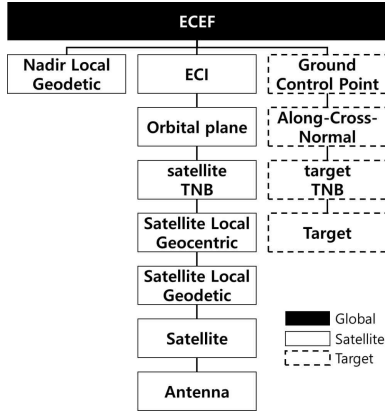 ECEF
Nadir Local
Geodetic
ECI
Ground
Control Point
Orbital plane
Along-Cross-
Normal
satellite
TNB
target
TNB
Satellite Local
Geocentric
Target
Satellite Local
Geodetic
Satellite
Antenna
Global
Satellite
Target